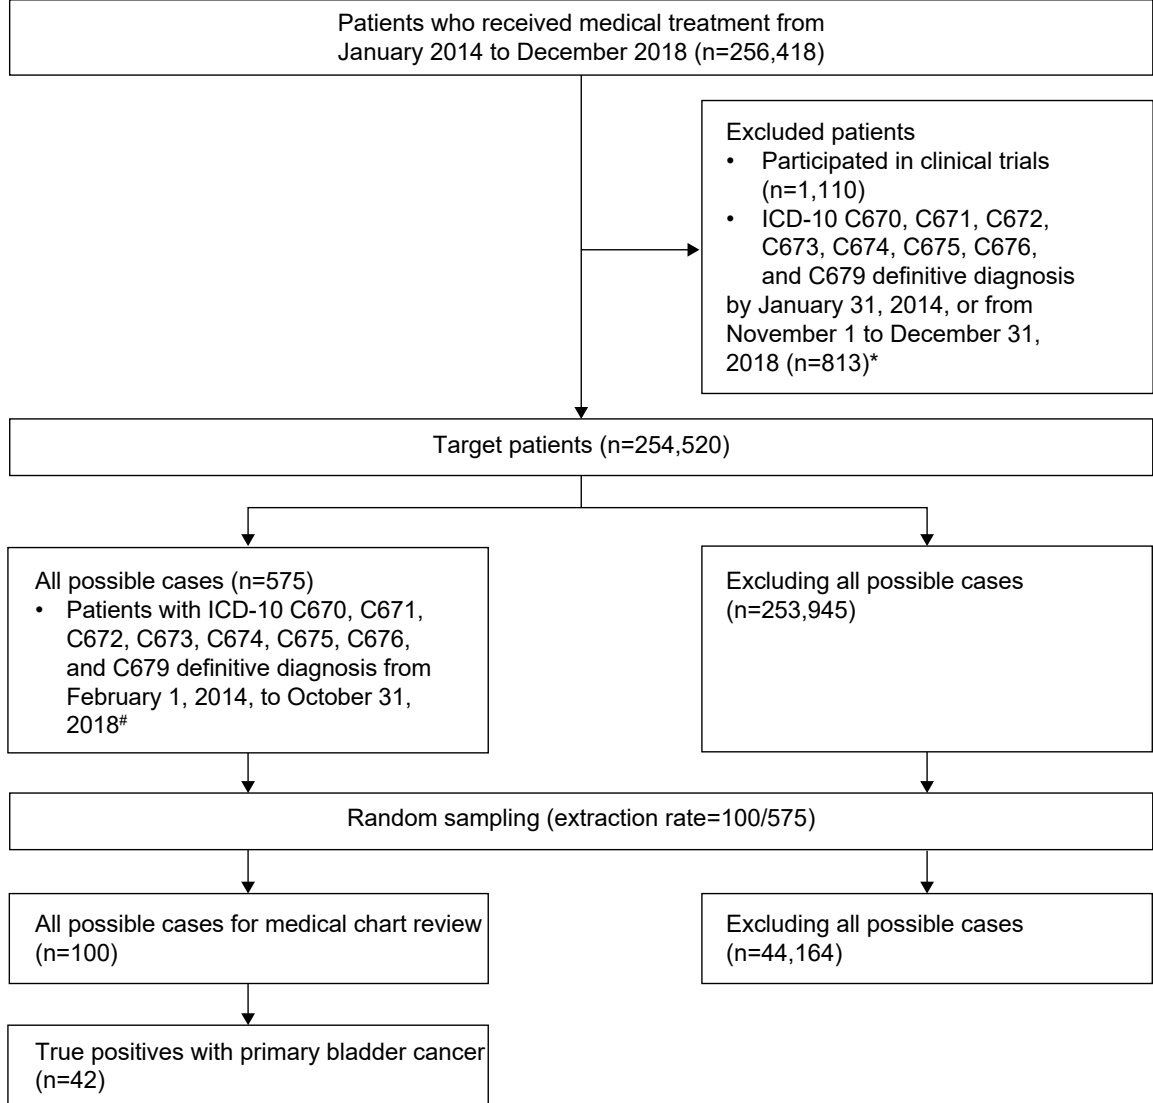 Patients who received medical treatment from
January 2014 to December 2018 (n=256,418)
Excluded patients
• Participated in clinical trials
(n=1,110)
• ICD-10 C670, C671, C672,
C673, C674, C675, C676,
and C679 definitive diagnosis
by January 31, 2014, or from
November 1 to December 31,
2018 (n=813)*
Target patients (n=254,520)
All possible cases (n=575)
• Patients with ICD-10 C670, C671,
C672, C673, C674, C675, C676,
and C679 definitive diagnosis from
February 1, 2014, to October 31,
2018#
Excluding all possible cases
(n=253,945)
Random sampling (extraction rate=100/575)
All possible cases for medical chart review
(n=100)
Excluding all possible cases
(n=44,164)
True positives with primary bladder cancer
(n=42)